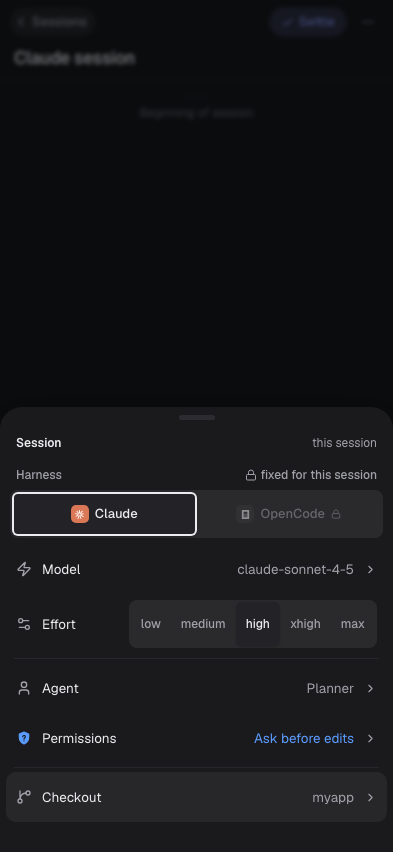 Sessions
Settle
Claude session
Beginning of session
Session this session
Harness fixed for this session
Claude OpenCode
Model claude-sonnet-4-5
Effort low medium high xhigh max
Agent Planner
Permissions Ask before edits
Checkout myapp